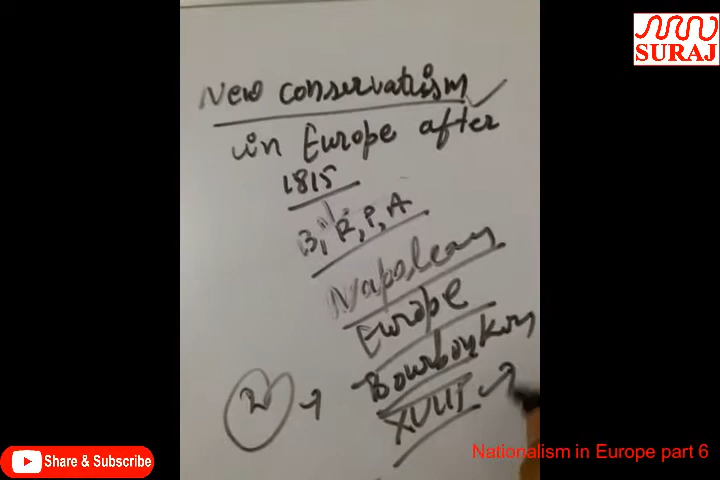 SURAJ
New conservatism
in Europe after
1815
B, R, P, A
Napoleon
Europe
Bourbon
XVIII
Nationalism in Europe part 6
Share & Subscribe